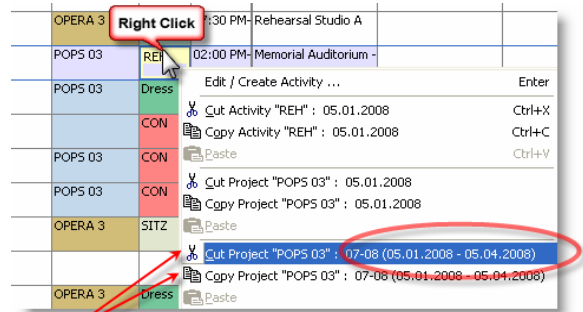 OPERA 3 Right Click 7:30 PM- Rehearsal Studio A
POPS 03 REH 02:00 PM- Memorial Auditorium -
Edit / Create Activity ... Enter
POPS 03 Dress
Cut Activity "REH" : 05.01.2008 Ctrl+X
CON
Copy Activity "REH" : 05.01.2008 Ctrl+C
POPS 03 CON Paste Ctrl+V
Cut Project "POPS 03" : 05.01.2008
POPS 03 CON Copy Project "POPS 03" : 05.01.2008
OPERA 3 SITZ Paste
Cut Project "POPS 03" : 07-08 (05.01.2008 - 05.04.2008)
Copy Project "POPS 03" : 07-08 (05.01.2008 - 05.04.2008)
OPERA 3 Dress Paste